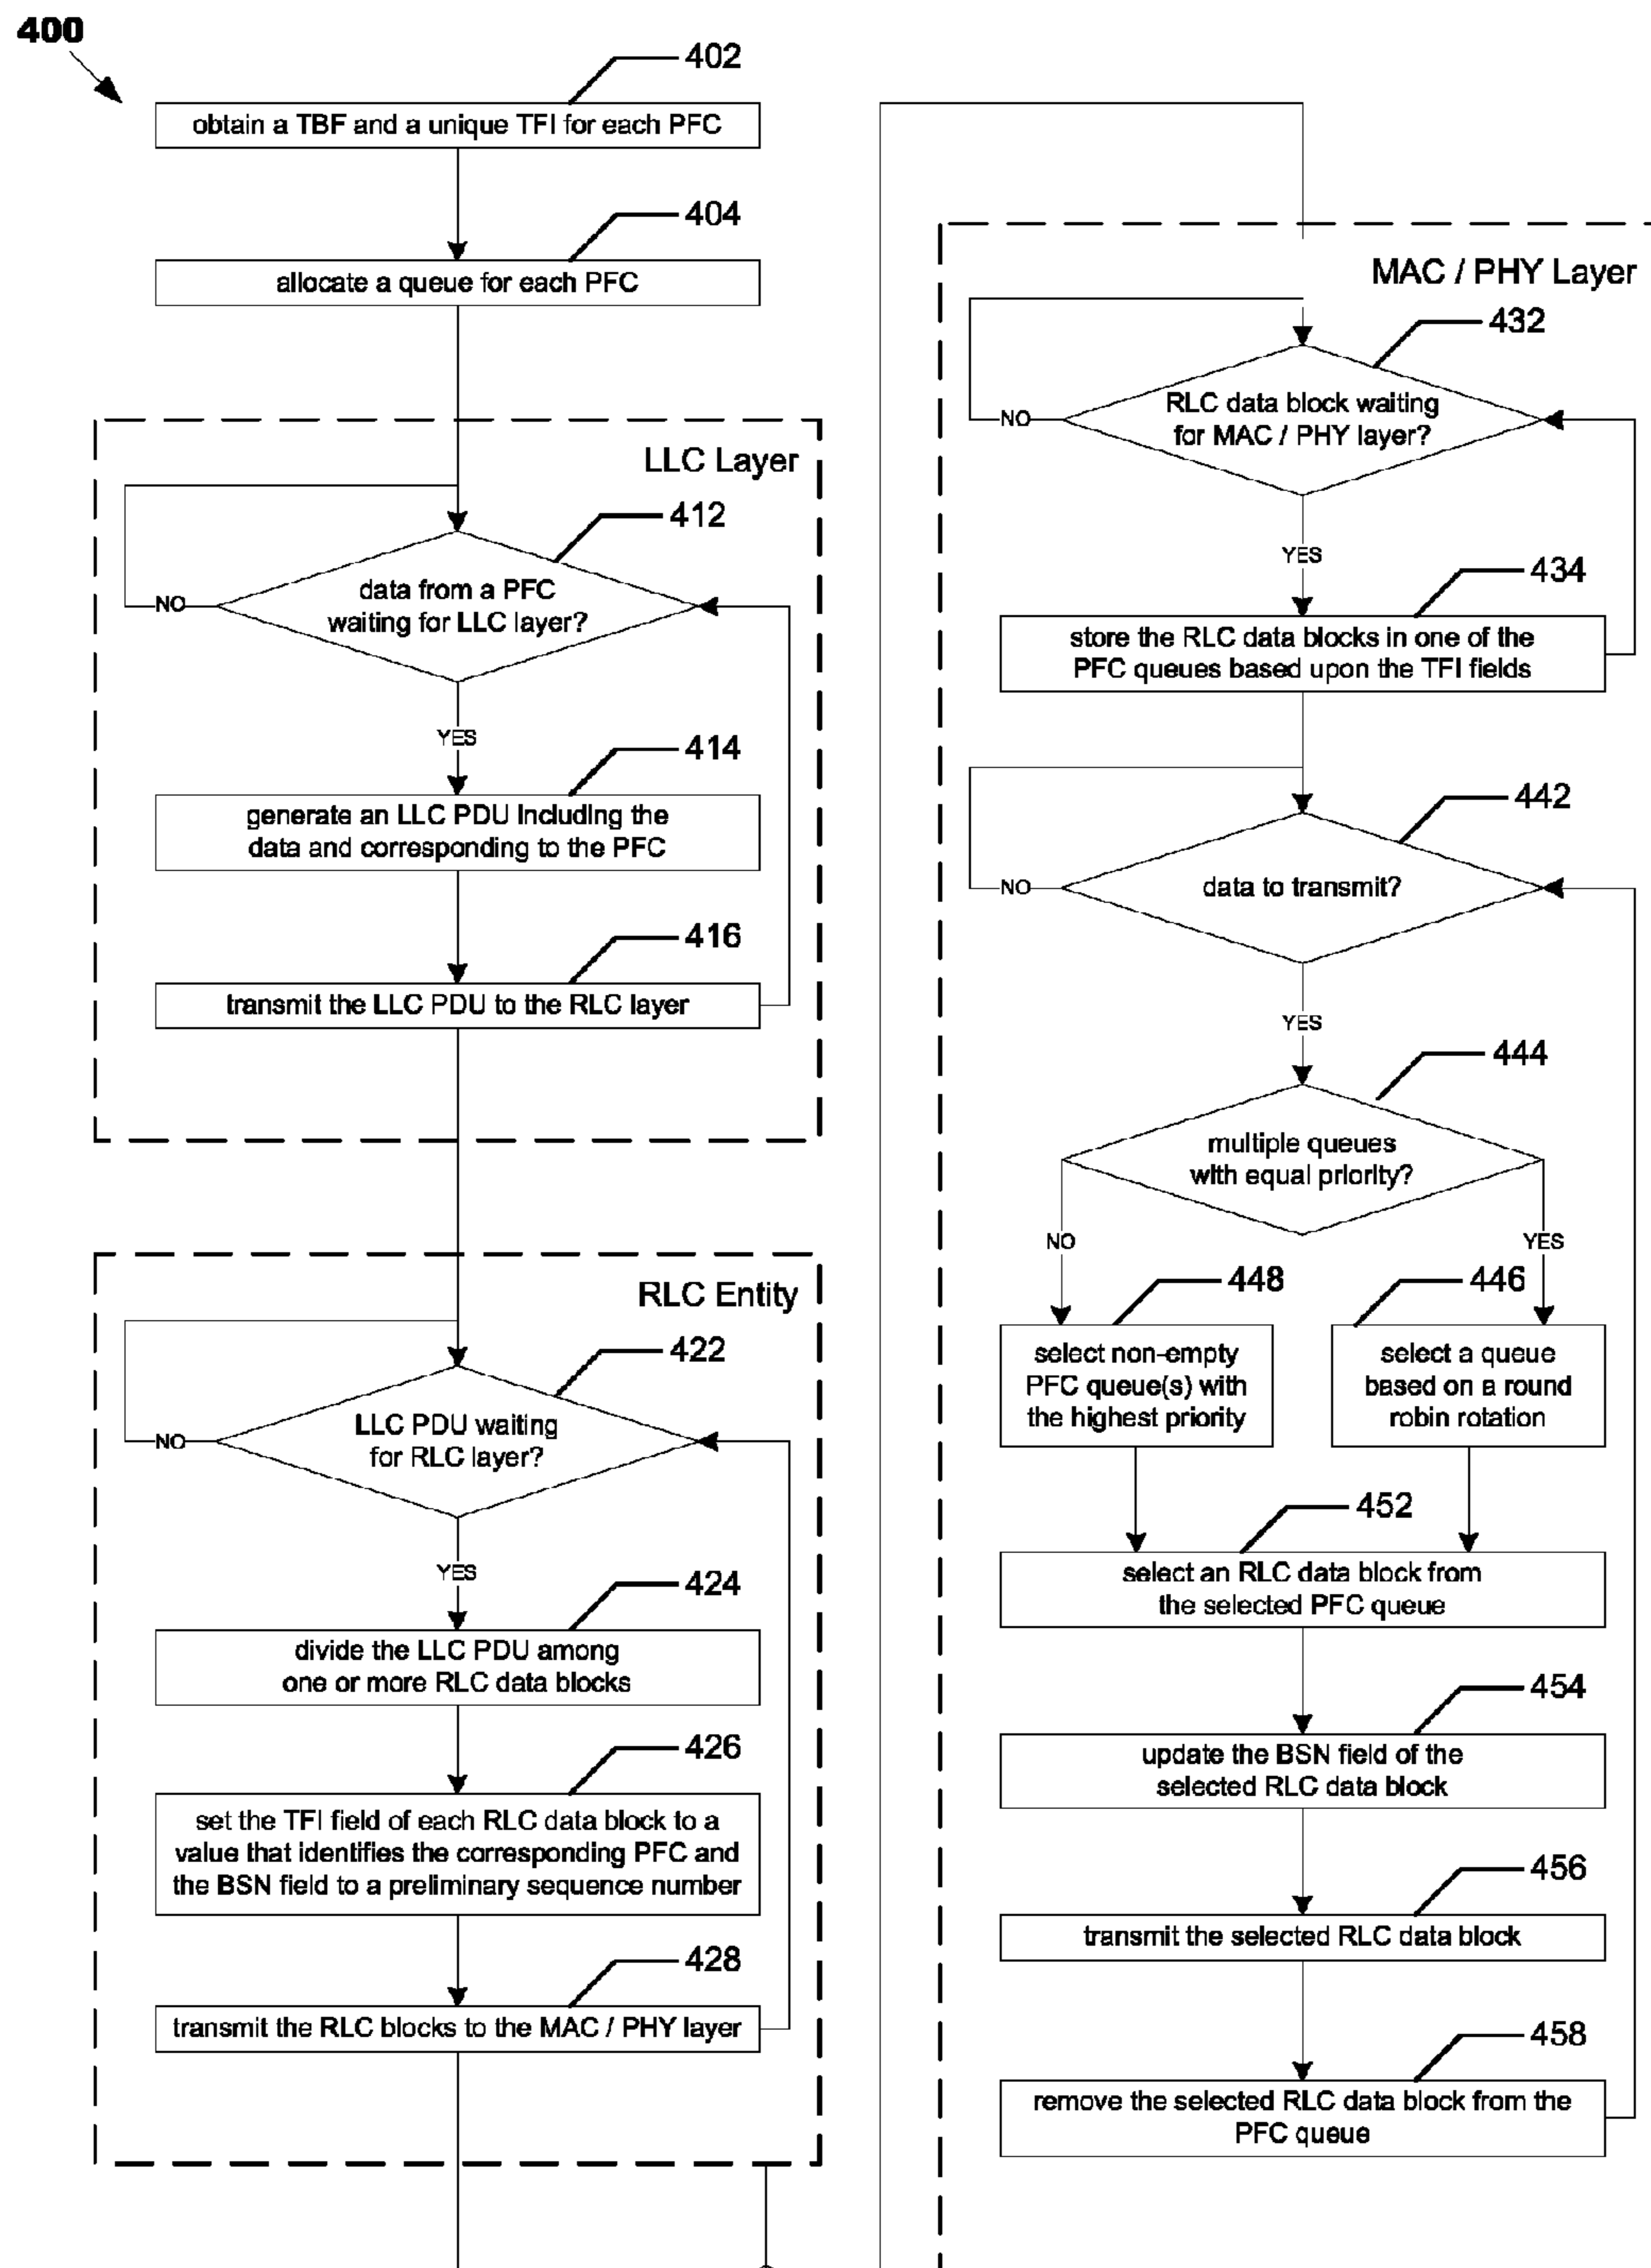 400
402
obtain a TBF and a unique TFI for each PFC
404
allocate a queue for each PFC
LLC Layer
412
data from a PFC
waiting for LLC layer?
NO
YES
414
generate an LLC PDU including the
data and corresponding to the PFC
416
transmit the LLC PDU to the RLC layer
RLC Entity
422
LLC PDU waiting
for RLC layer?
NO
YES
424
divide the LLC PDU among
one or more RLC data blocks
426
set the TFI field of each RLC data block to a
value that identifies the corresponding PFC and
the BSN field to a preliminary sequence number
428
transmit the RLC blocks to the MAC / PHY layer
MAC / PHY Layer
432
RLC data block waiting
for MAC / PHY layer?
NO
YES
434
store the RLC data blocks in one of the
PFC queues based upon the TFI fields
442
data to transmit?
NO
YES
444
multiple queues
with equal priority?
NO
YES
448
select non-empty
PFC queue(s) with
the highest priority
446
select a queue
based on a round
robin rotation
452
select an RLC data block from
the selected PFC queue
454
update the BSN field of the
selected RLC data block
456
transmit the selected RLC data block
458
remove the selected RLC data block from the
PFC queue